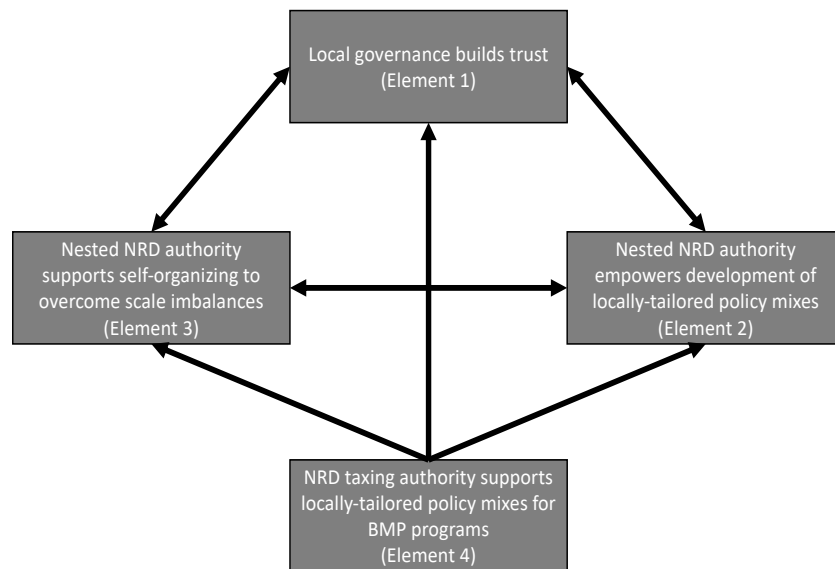 Local governance builds trust
(Element 1)
Nested NRD authority
supports self-organizing to
overcome scale imbalances
(Element 3)
Nested NRD authority
empowers development of
locally-tailored policy mixes
(Element 2)
NRD taxing authority supports
locally-tailored policy mixes for
BMP programs
(Element 4)